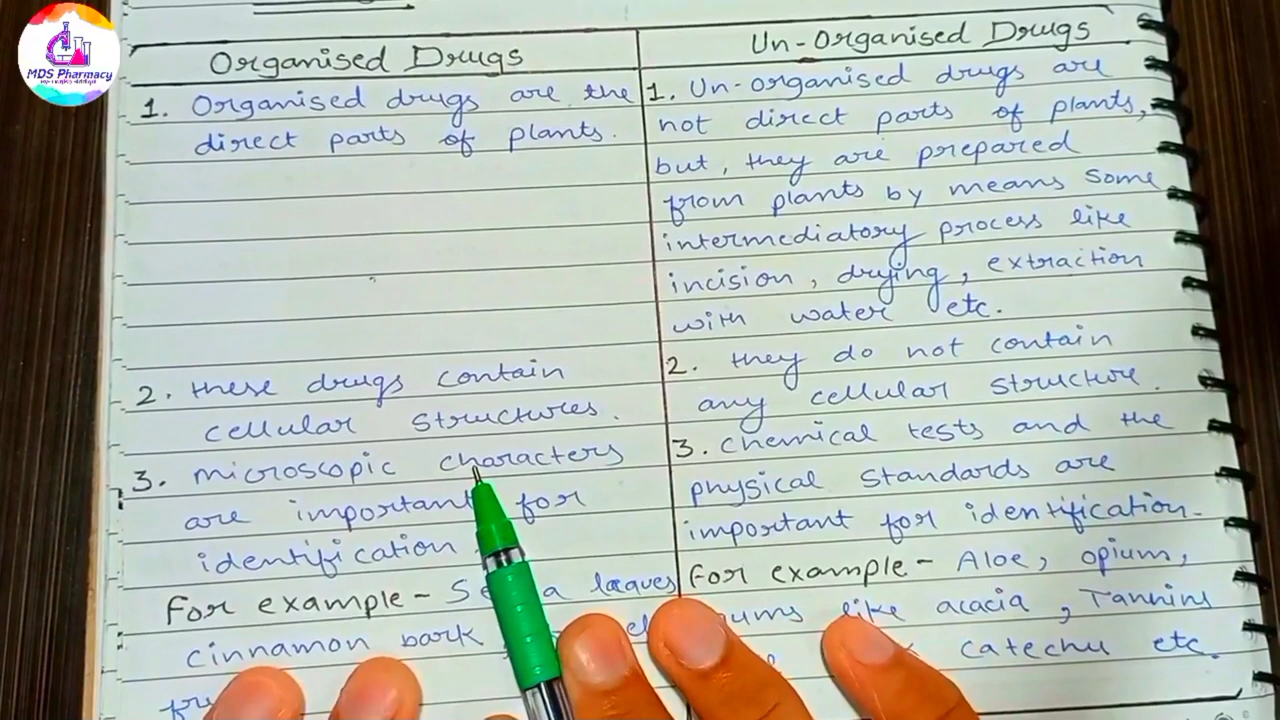 MDS Pharmacy
Organised Drugs
1. Organised drugs are the
direct parts of plants.
2. these drugs contain
cellular structures.
3. microscopic characters
are important for
identification
For example - leaves
cinnamon bark
Un-Organised Drugs
1. Un-organised drugs are
not direct parts of plants,
but, they are prepared
from plants by means some
intermediatory process like
incision, drying, extraction
with water etc.
2. they do not contain
any cellular structure.
3. chemical tests and the
physical standards are
important for identification.
For example - Aloe, opium,
like acacia, Tannins
catechu etc.